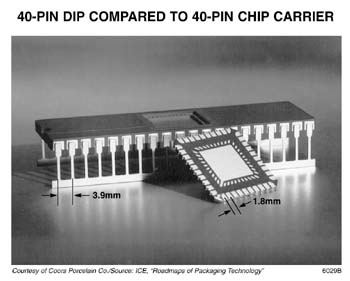 40-PIN DIP COMPARED TO 40-PIN CHIP CARRIER
3.9mm
1.8mm
Courtesy of Coors Porcelain Co./Source: ICE, "Roadmaps of Packaging Technology"
6029B